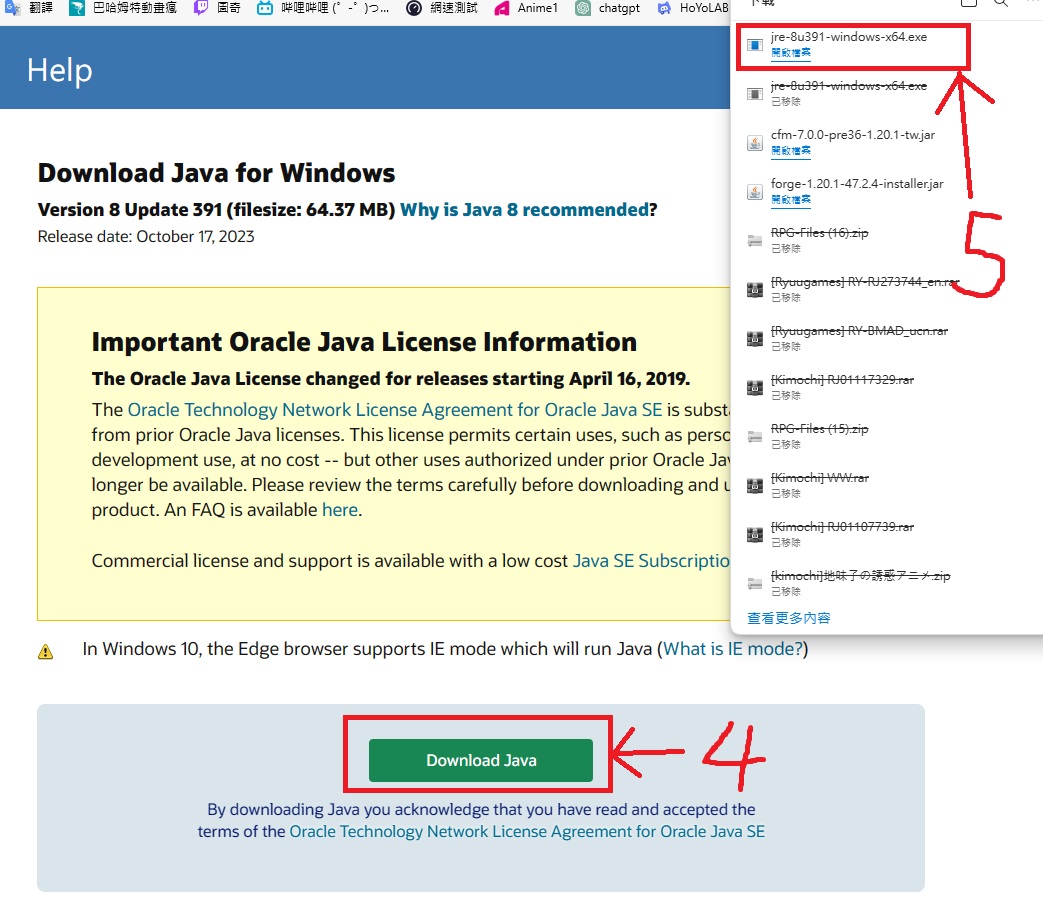 翻譯 巴哈姆特動畫瘋 圖奇 嗶哩嗶哩 (゜-゜)つ... 網速測試 Anime1 chatgpt HoYoLAB
Help
Download Java for Windows
Version 8 Update 391 (filesize: 64.37 MB) Why is Java 8 recommended?
Release date: October 17, 2023
Important Oracle Java License Information
The Oracle Java License changed for releases starting April 16, 2019.
The Oracle Technology Network License Agreement for Oracle Java SE is
from prior Oracle Java licenses. This license permits certain uses, such as
development use, at no cost -- but other uses authorized under prior Oracle
longer be available. Please review the terms carefully before downloading and
product. An FAQ is available here.
Commercial license and support is available with a low cost Java SE
In Windows 10, the Edge browser supports IE mode which will run Java (What is IE mode?)
Download Java
4
By downloading Java you acknowledge that you have read and accepted the
terms of the Oracle Technology Network License Agreement for Oracle Java SE
jre-8u391-windows-x64.exe
開啟檔案
jre-8u391-windows-x64.exe
已移除
cfm-7.0.0-pre36-1.20.1-tw.jar
開啟檔案
forge-1.20.1-47.2.4-installer.jar
開啟檔案
RPG-Files (16).zip
已移除
[Ryuugames] RY-RJ273744_en.rar
已移除
[Ryuugames] RY-BMAD_ucn.rar
已移除
[Kimochi] RJ01117329.rar
已移除
RPG-Files (15).zip
已移除
[Kimochi] WW.rar
已移除
[Kimochi] RJ01107739.rar
已移除
[kimochi]地味子の誘惑アニメ.zip
已移除
查看更多內容
5